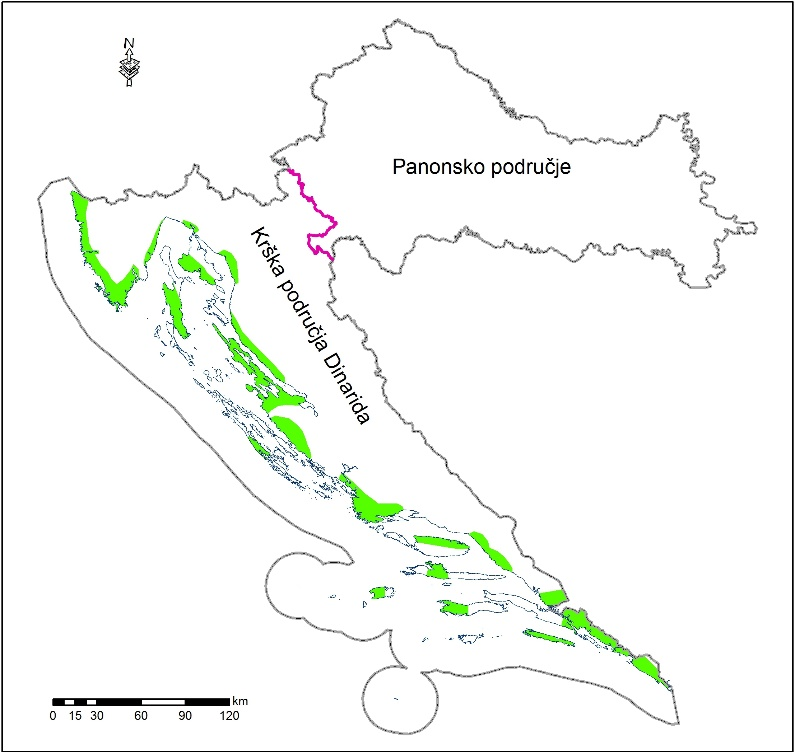 N
Panonsko područje
Krška područja Dinarida
km
0 15 30 60 90 120